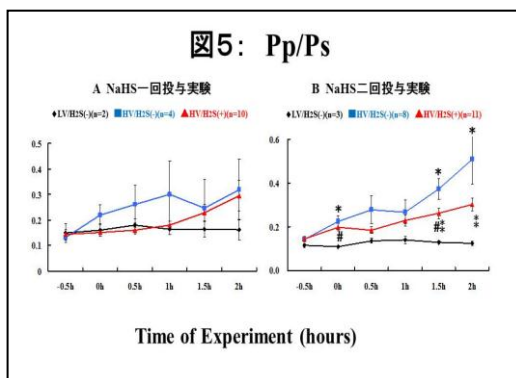 図5: Pp/Ps
A NaHS一回投与実験
LV/H2S(-)(n=2) HV/H2S(-)(n=4) HV/H2S(+)(n=10)
0.5
0.4
0.3
0.2
0.1
0
-0.5h 0h 0.5h 1h 1.5h 2h
B NaHS二回投与実験
LV/H2S(-)(n=3) HV/H2S(-)(n=8) HV/H2S(+)(n=11)
0.6
0.4
0.2
0.0
* * *
# #** **
-0.5h 0h 0.5h 1h 1.5h 2h
Time of Experiment (hours)